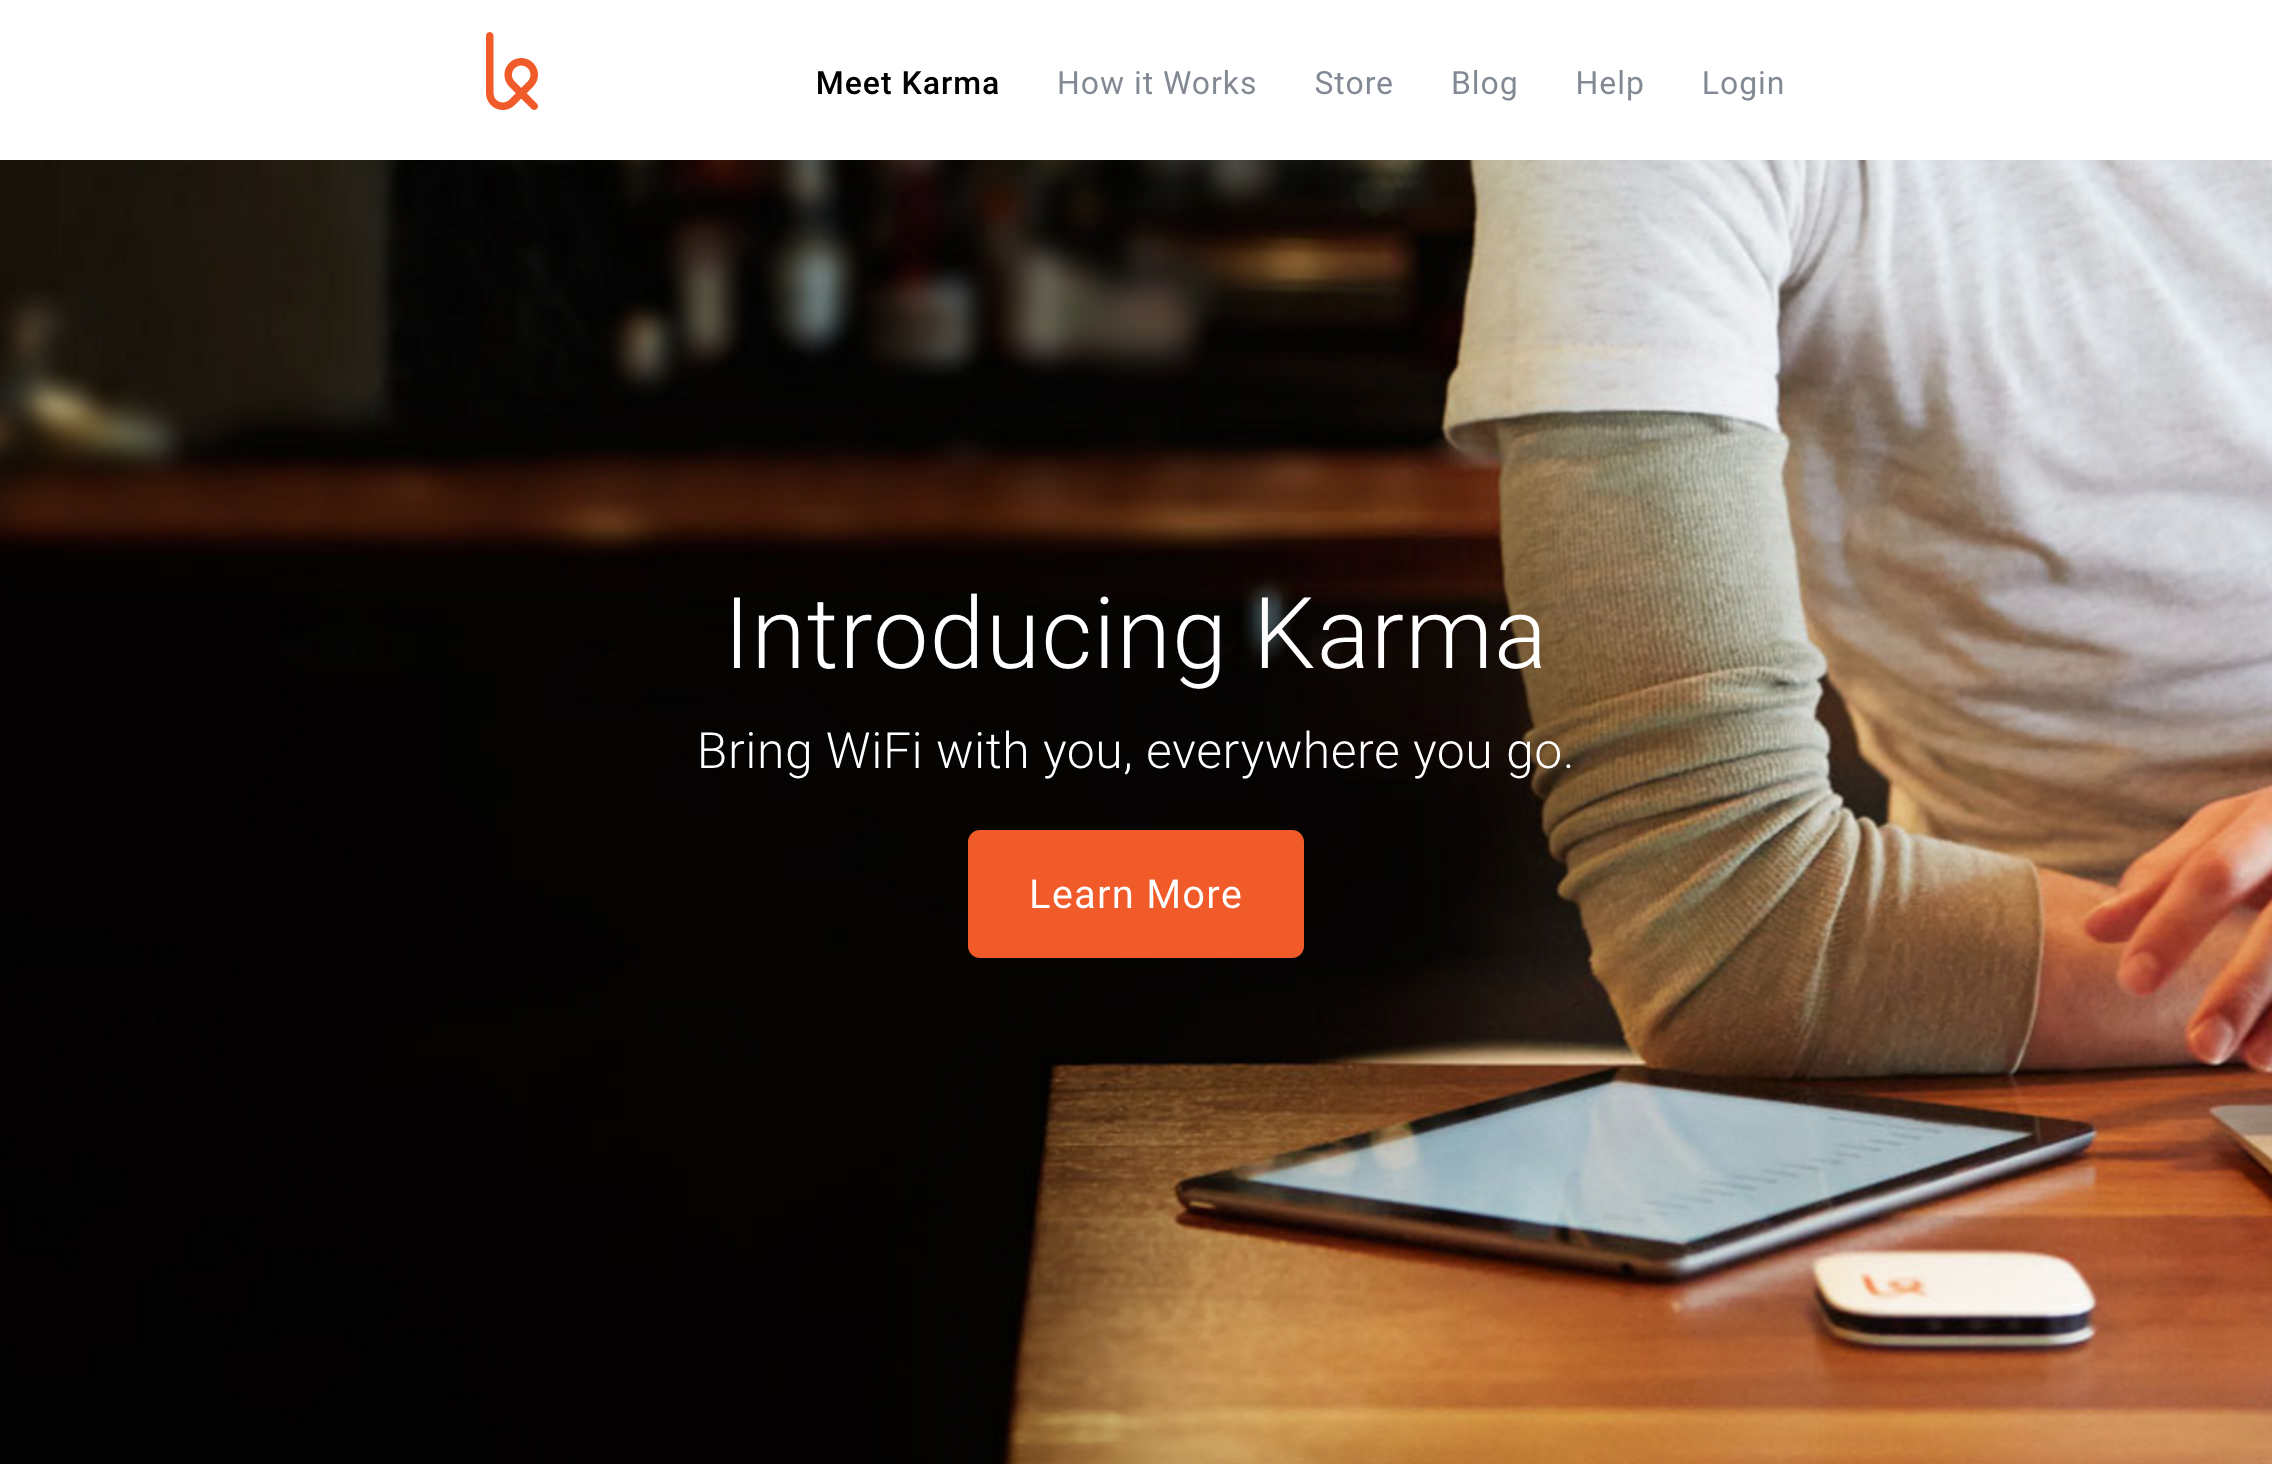 Meet Karma How it Works Store Blog Help Login
Introducing Karma
Bring WiFi with you, everywhere you go.
Learn More